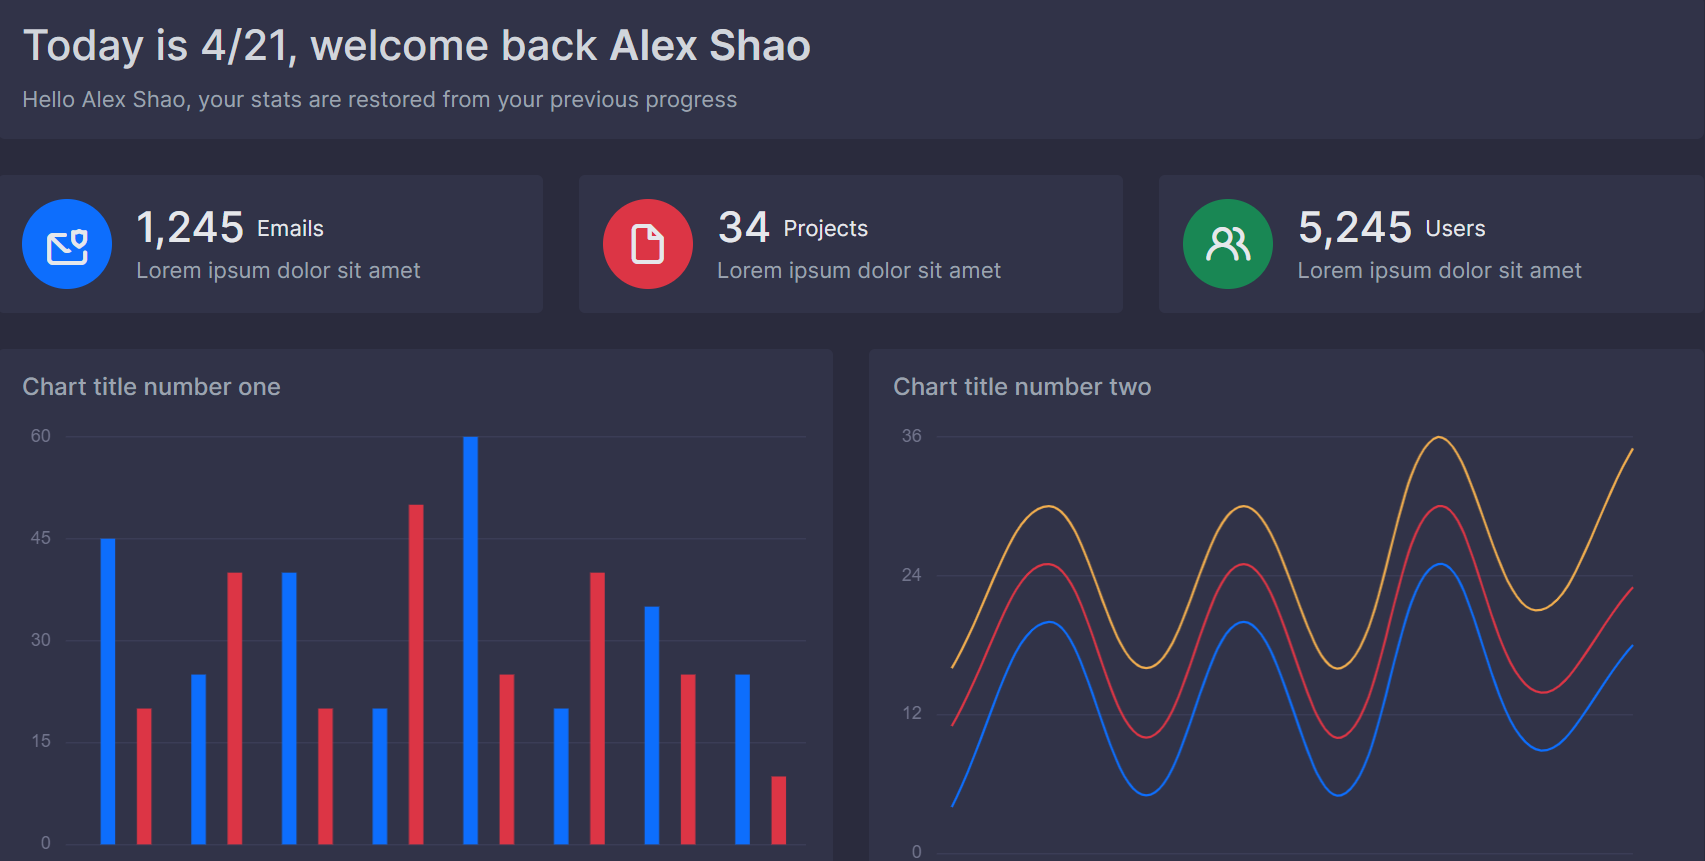 Today is 4/21, welcome back Alex Shao
Hello Alex Shao, your stats are restored from your previous progress
1,245 Emails
Lorem ipsum dolor sit amet
34 Projects
Lorem ipsum dolor sit amet
5,245 Users
Lorem ipsum dolor sit amet
Chart title number one
60
45
30
15
0
Chart title number two
36
24
12
0